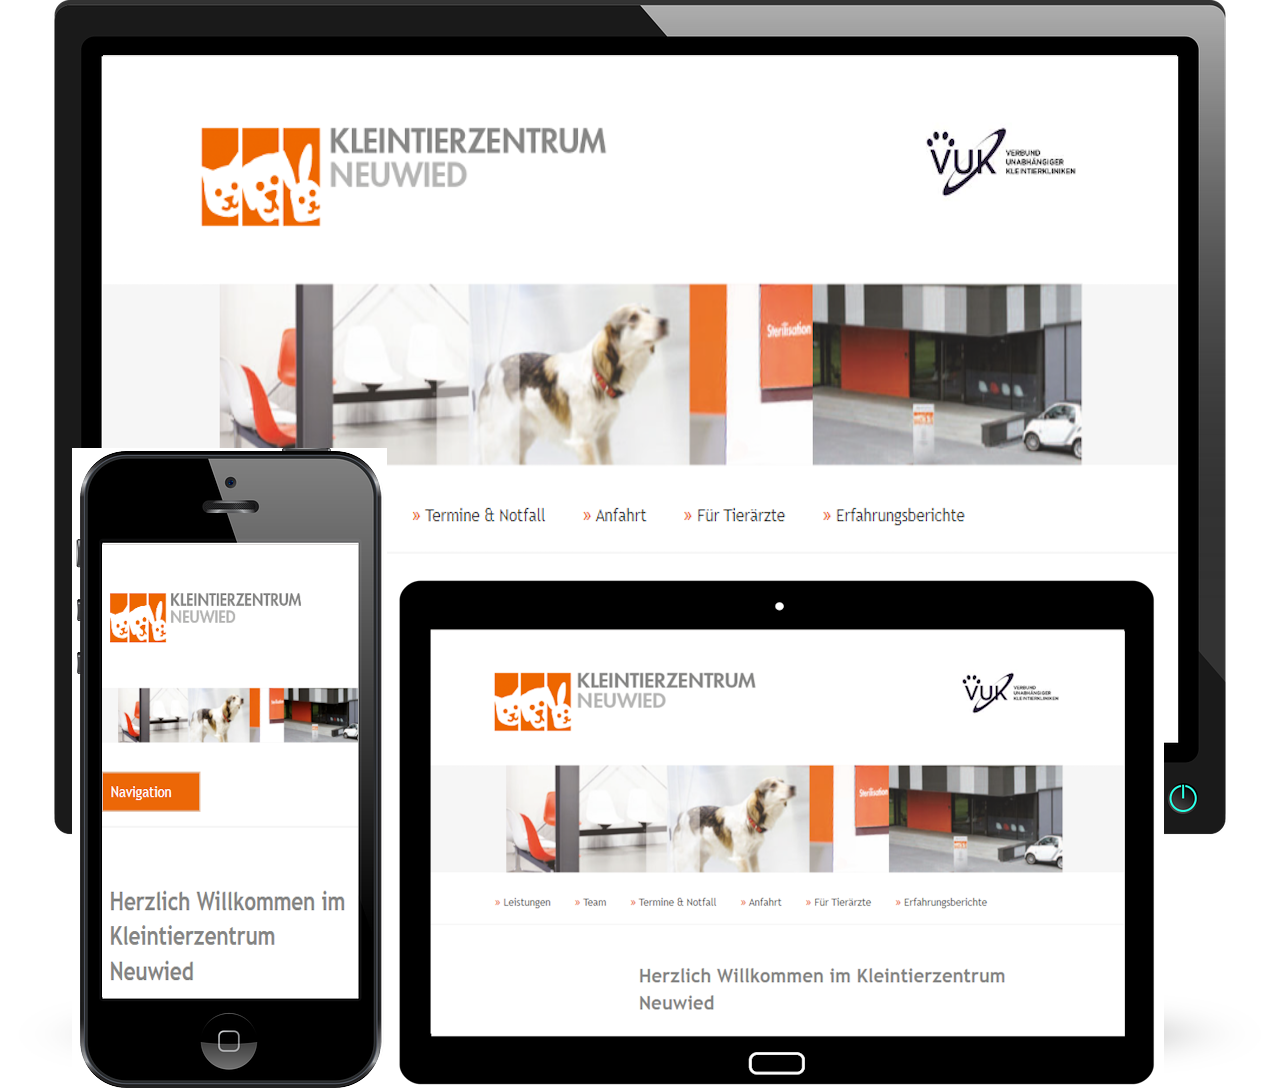 KLEINTIERZENTRUM
NEUWIED
VUK
VERBUND
UNABHÄNGIGER
KLEINTIERKLINIKEN
Sterilisation
» Termine & Notfall
» Anfahrt
» Für Tierärzte
» Erfahrungsberichte
KLEINTIERZENTRUM
NEUWIED
Navigation
Herzlich Willkommen im
Kleintierzentrum
Neuwied
KLEINTIERZENTRUM
NEUWIED
VUK
VERBUND
UNABHÄNGIGER
KLEINTIERKLINIKEN
Sterilisation
» Leistungen
» Team
» Termine & Notfall
» Anfahrt
» Für Tierärzte
» Erfahrungsberichte
Herzlich Willkommen im Kleintierzentrum
Neuwied